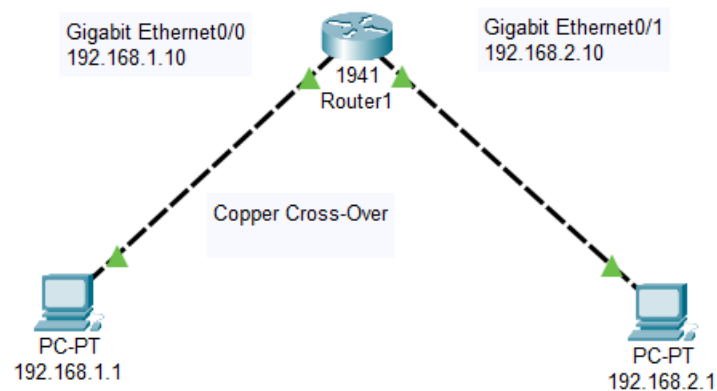 Gigabit Ethernet0/0
192.168.1.10
1941
Router1
Gigabit Ethernet0/1
192.168.2.10
Copper Cross-Over
PC-PT
192.168.1.1
PC-PT
192.168.2.1